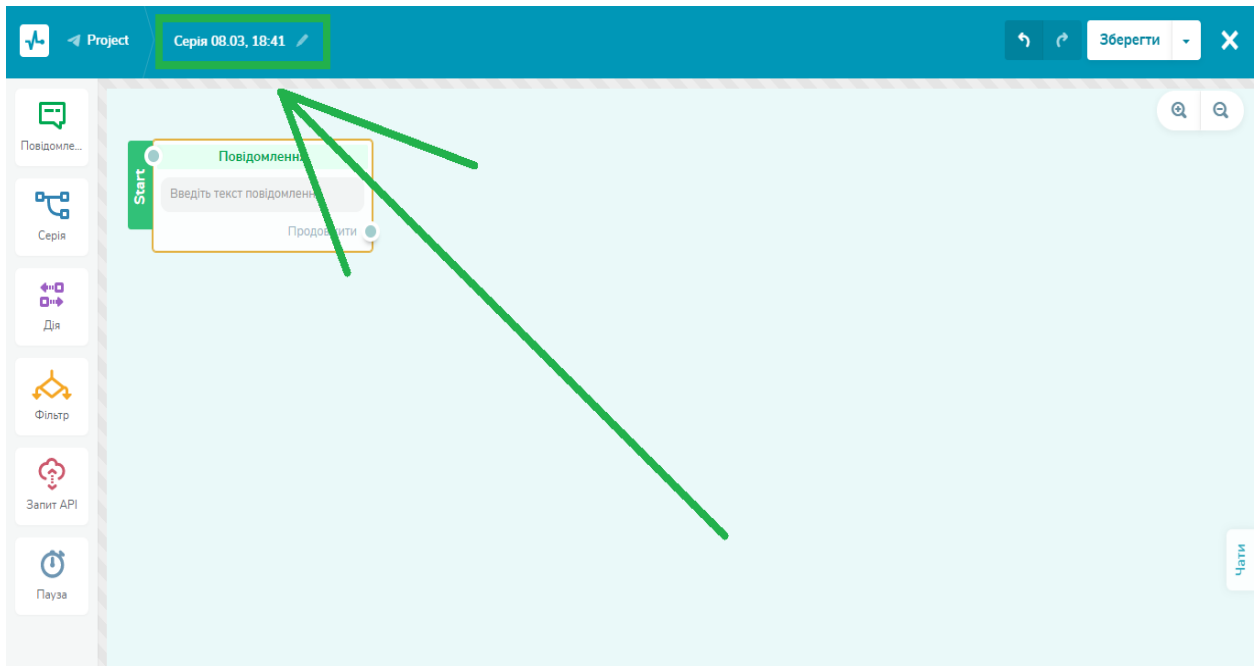 Project
Серія 08.03, 18:41
Зберегти
Повідомле...
Серія
Дія
Фільтр
Запит API
Пауза
Start
Повідомлення
Введіть текст повідомлення
Продовжити
Чати